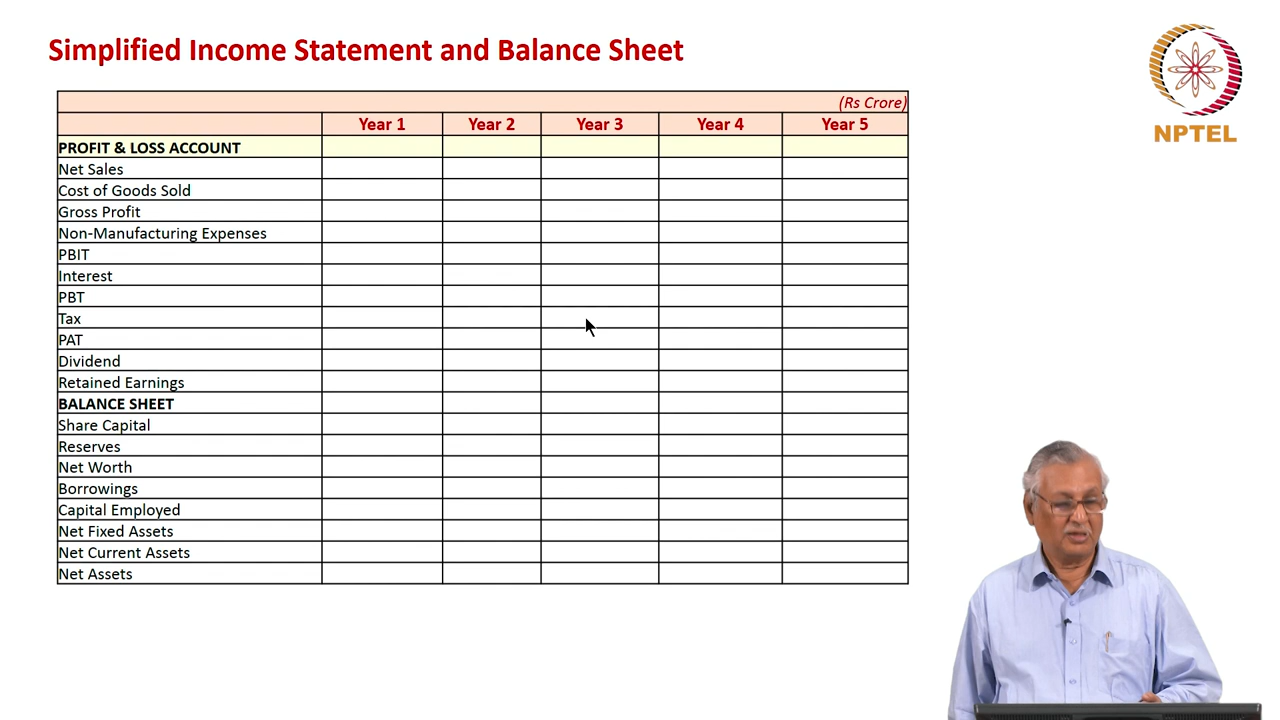 Simplified Income Statement and Balance Sheet
NPTEL
(Rs Crore)
Year 1 Year 2 Year 3 Year 4 Year 5
PROFIT & LOSS ACCOUNT
Net Sales
Cost of Goods Sold
Gross Profit
Non-Manufacturing Expenses
PBIT
Interest
PBT
Tax
PAT
Dividend
Retained Earnings
BALANCE SHEET
Share Capital
Reserves
Net Worth
Borrowings
Capital Employed
Net Fixed Assets
Net Current Assets
Net Assets